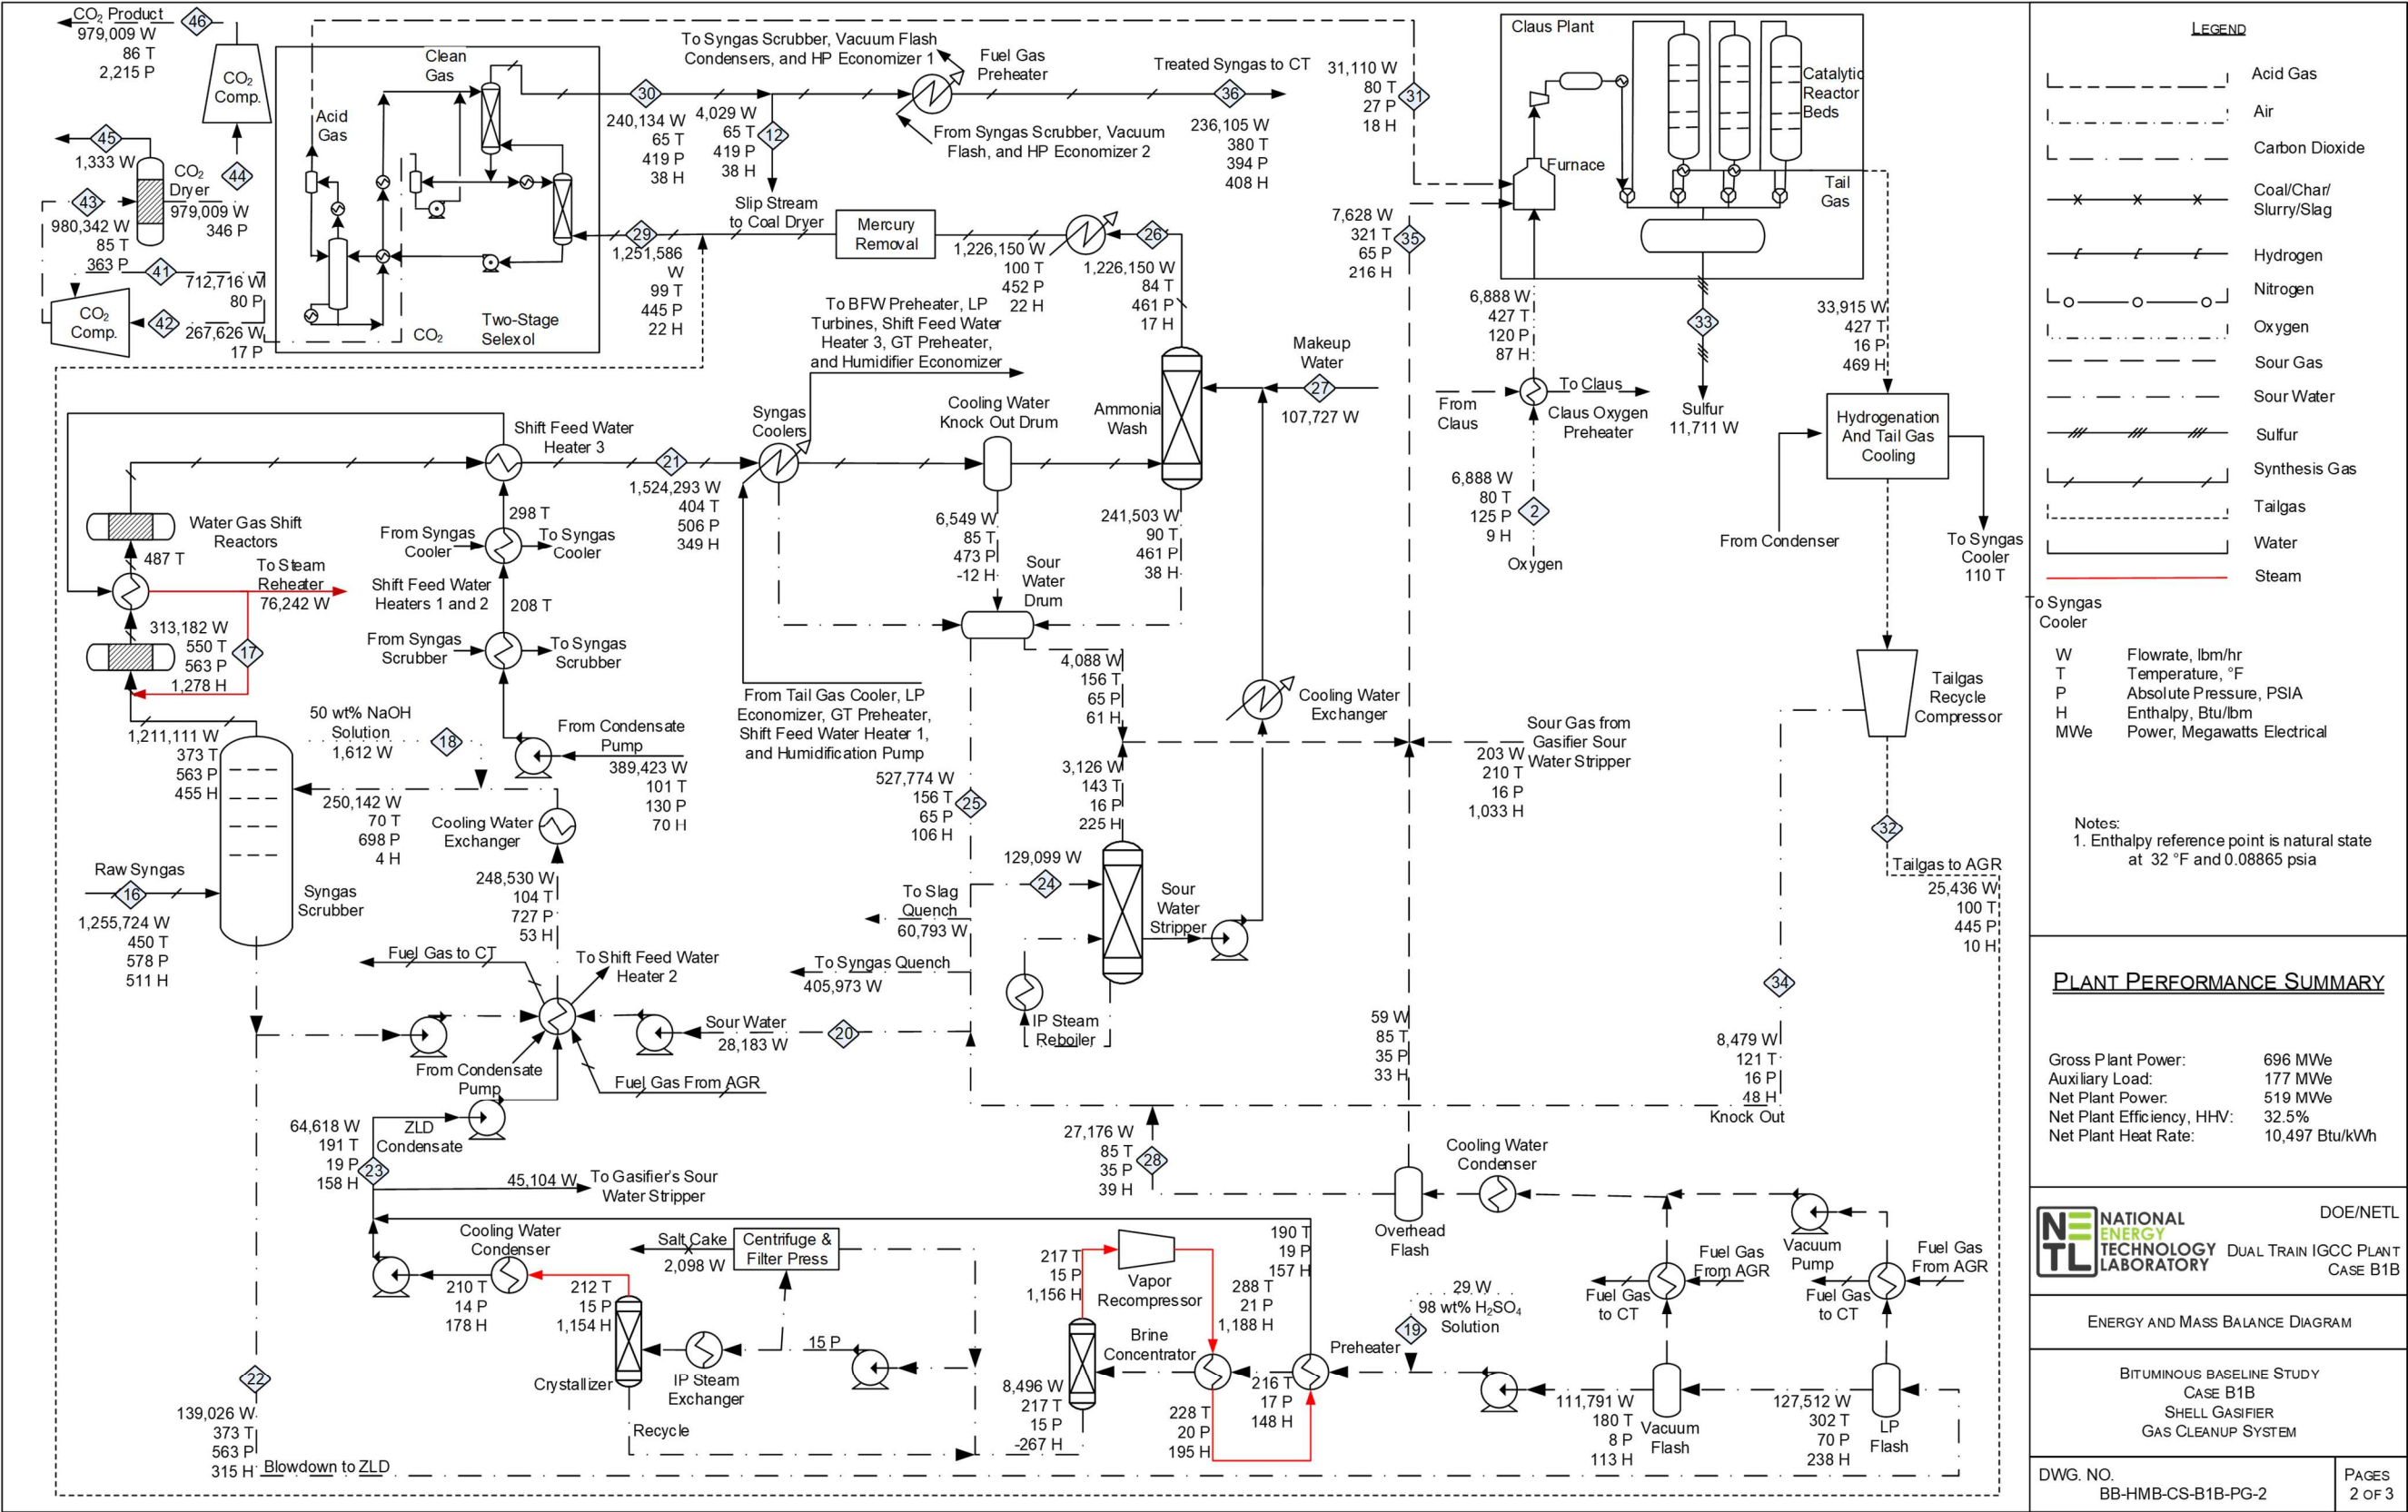 CO2 Product
46
979,009 W
86 T
2,215 P
CO2
Comp.
45
1,333 W
CO2
Dryer
44
43
979,009 W
346 P
980,342 W
85 T
363 P
41
712,716 W
80 P
CO2
Comp.
42
267,626 W
17 P
Clean
Gas
Acid
Gas
Two-Stage
Selexol
CO2
To Syngas Scrubber, Vacuum Flash
Condensers, and HP Economizer 1
Fuel Gas
Preheater
Treated Syngas to CT
30
36
240,134 W
65 T
419 P
38 H
4,029 W
65 T
419 P
38 H
12
From Syngas Scrubber, Vacuum
Flash, and HP Economizer 2
236,105 W
380 T
394 P
408 H
Slip Stream
to Coal Dryer
29
1,251,586
W
99 T
445 P
22 H
Mercury
Removal
1,226,150 W
100 T
452 P
22 H
26
1,226,150 W
84 T
461 P
17 H
31,110 W
80 T
27 P
18 H
31
7,628 W
321 T
65 P
216 H
35
Claus Plant
Catalytic
Reactor
Beds
Furnace
Tail
Gas
6,888 W
427 T
120 P
87 H
From
Claus
To Claus
Claus Oxygen
Preheater
6,888 W
80 T
125 P
9 H
2
Oxygen
33
Sulfur
11,711 W
33,915 W
427 T
16 P
469 H
Hydrogenation
And Tail Gas
Cooling
From Condenser
To Syngas
Cooler
110 T
To BFW Preheater, LP
Turbines, Shift Feed Water
Heater 3, GT Preheater,
and Humidifier Economizer
Makeup
Water
27
107,727 W
Syngas
Coolers
Cooling Water
Knock Out Drum
Ammonia
Wash
Shift Feed Water
Heater 3
21
1,524,293 W
404 T
506 P
349 H
6,549 W
85 T
473 P
-12 H
241,503 W
90 T
461 P
38 H
Sour
Water
Drum
Water Gas Shift
Reactors
487 T
To Steam
Reheater
76,242 W
313,182 W
550 T
563 P
1,278 H
17
298 T
From Syngas
Cooler
To Syngas
Cooler
Shift Feed Water
Heaters 1 and 2
208 T
From Syngas
Scrubber
To Syngas
Scrubber
From Condensate
Pump
389,423 W
101 T
130 P
70 H
From Tail Gas Cooler, LP
Economizer, GT Preheater,
Shift Feed Water Heater 1,
and Humidification Pump
50 wt% NaOH
Solution
1,612 W
18
1,211,111 W
373 T
563 P
455 H
250,142 W
70 T
698 P
4 H
Cooling Water
Exchanger
Raw Syngas
16
1,255,724 W
450 T
578 P
511 H
Syngas
Scrubber
248,530 W
104 T
727 P
53 H
527,774 W
156 T
65 P
106 H
25
4,088 W
156 T
65 P
61 H
3,126 W
143 T
16 P
225 H
Cooling Water
Exchanger
Sour Gas from
Gasifier Sour
Water Stripper
203 W
210 T
16 P
1,033 H
129,099 W
24
Sour
Water
Stripper
To Slag
Quench
60,793 W
To Syngas Quench
405,973 W
IP Steam
Reboiler
Fuel Gas to CT
To Shift Feed Water
Heater 2
Sour Water
28,183 W
20
From Condensate
Pump
Fuel Gas From AGR
Tailgas
Recycle
Compressor
32
Tailgas to AGR
25,436 W
100 T
445 P
10 H
34
8,479 W
121 T
16 P
48 H
Knock Out
59 W
85 T
35 P
33 H
64,618 W
191 T
19 P
158 H
23
ZLD
Condensate
45,104 W
To Gasifier's Sour
Water Stripper
27,176 W
85 T
35 P
39 H
28
Cooling Water
Condenser
Overhead
Flash
Vacuum
Pump
Fuel Gas
From AGR
Fuel Gas
to CT
Fuel Gas
From AGR
Fuel Gas
to CT
Cooling Water
Condenser
Salt Cake
2,098 W
Centrifuge &
Filter Press
210 T
14 P
178 H
212 T
15 P
1,154 H
15 P
IP Steam
Exchanger
Crystallizer
Recycle
217 T
15 P
1,156 H
Vapor
Recompressor
190 T
19 P
157 H
288 T
21 P
1,188 H
Brine
Concentrator
8,496 W
217 T
15 P
-267 H
228 T
20 P
195 H
216 T
17 P
148 H
Preheater
29 W
98 wt% H2SO4
Solution
19
111,791 W
180 T
8 P
113 H
Vacuum
Flash
127,512 W
302 T
70 P
238 H
LP
Flash
22
139,026 W
373 T
563 P
315 H
Blowdown to ZLD
LEGEND
Acid Gas
Air
Carbon Dioxide
Coal/Char/
Slurry/Slag
Hydrogen
Nitrogen
Oxygen
Sour Gas
Sour Water
Sulfur
Synthesis Gas
Tailgas
Water
Steam
To Syngas
Cooler
W Flowrate, lbm/hr
T Temperature, °F
P Absolute Pressure, PSIA
H Enthalpy, Btu/lbm
MWe Power, Megawatts Electrical
Notes:
1. Enthalpy reference point is natural state
at 32 °F and 0.08865 psia
PLANT PERFORMANCE SUMMARY
Gross Plant Power: 696 MWe
Auxiliary Load: 177 MWe
Net Plant Power: 519 MWe
Net Plant Efficiency, HHV: 32.5%
Net Plant Heat Rate: 10,497 Btu/kWh
NETL
NATIONAL
ENERGY
TECHNOLOGY
LABORATORY
DOE/NETL
DUAL TRAIN IGCC PLANT
CASE B1B
ENERGY AND MASS BALANCE DIAGRAM
BITUMINOUS BASELINE STUDY
CASE B1B
SHELL GASIFIER
GAS CLEANUP SYSTEM
DWG. NO.
BB-HMB-CS-B1B-PG-2
PAGES
2 OF 3